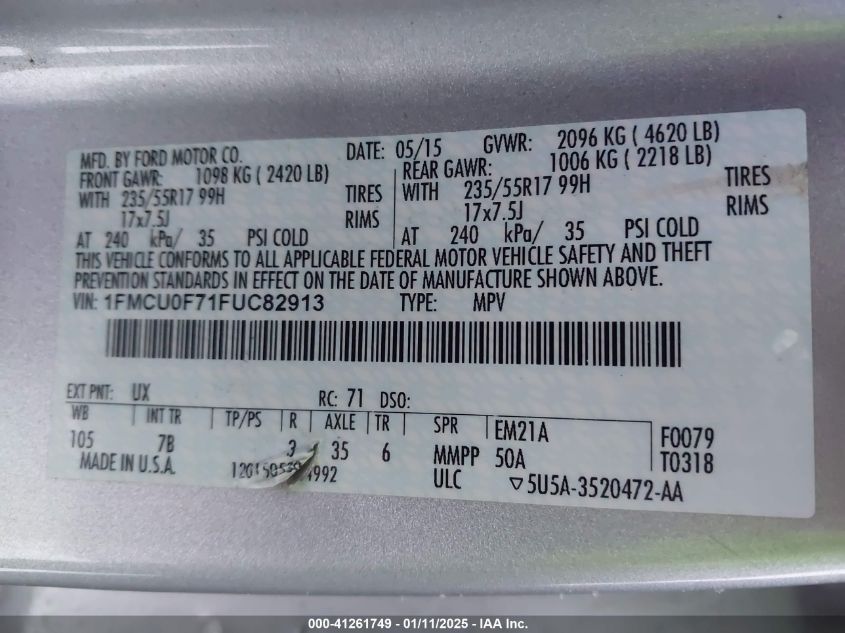 MFD. BY FORD MOTOR CO. DATE: 05/15 GVWR: 2096 KG ( 4620 LB)
FRONT GAWR: 1098 KG ( 2420 LB) REAR GAWR: 1006 KG ( 2218 LB)
WITH 235/55R17 99H TIRES WITH 235/55R17 99H TIRES
17x7.5J RIMS 17x7.5J RIMS
AT 240 kPa/ 35 PSI COLD AT 240 kPa/ 35 PSI COLD
THIS VEHICLE CONFORMS TO ALL APPLICABLE FEDERAL MOTOR VEHICLE SAFETY AND THEFT
PREVENTION STANDARDS IN EFFECT ON THE DATE OF MANUFACTURE SHOWN ABOVE.
VIN: 1FMCU0F71FUC82913 TYPE: MPV
EXT PNT: UX RC: 71 DSO:
WB INT TR TP/PS R AXLE TR SPR EM21A F0079
105 7B 3 35 6 MMPP 50A T0318
MADE IN U.S.A. ULC ▽5U5A-3520472-AA
000-41261749 - 01/11/2025 - IAA Inc.